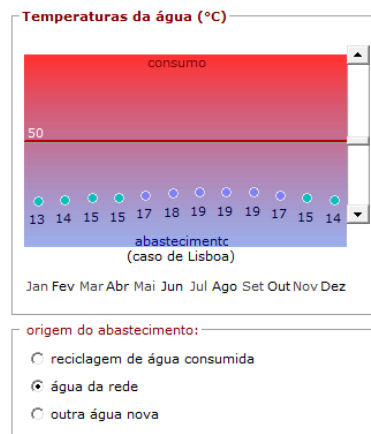 Temperaturas da água (°C)
consumo
50
13 14 15 15 17 18 19 19 19 17 15 14
abastecimentc
(caso de Lisboa)
Jan Fev Mar Abr Mai Jun Jul Ago Set Out Nov Dez
origem do abastecimento:
reciclagem de água consumida
água da rede
outra água nova